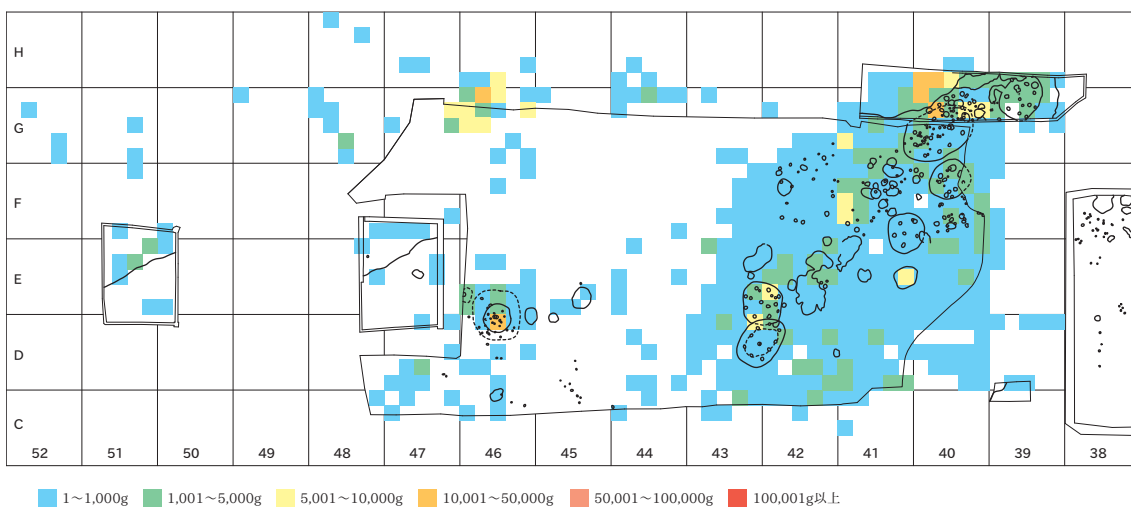 H
G
F
E
D
C
52 51 50 49 48 47 46 45 44 43 42 41 40 39 38
1〜1,000g 1,001〜5,000g 5,001〜10,000g 10,001〜50,000g 50,001〜100,000g 100,001g以上